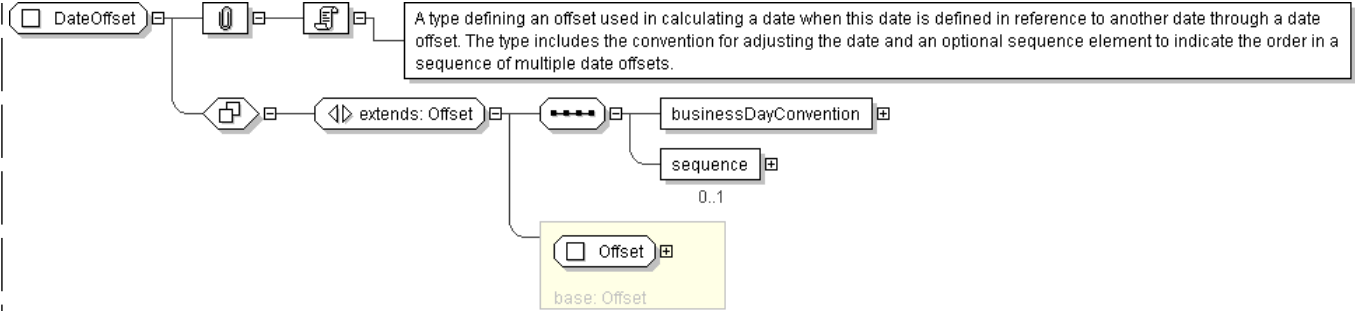 DateOffset
A type defining an offset used in calculating a date when this date is defined in reference to another date through a date
offset. The type includes the convention for adjusting the date and an optional sequence element to indicate the order in a
sequence of multiple date offsets.
extends: Offset
businessDayConvention
sequence
0..1
Offset
base: Offset